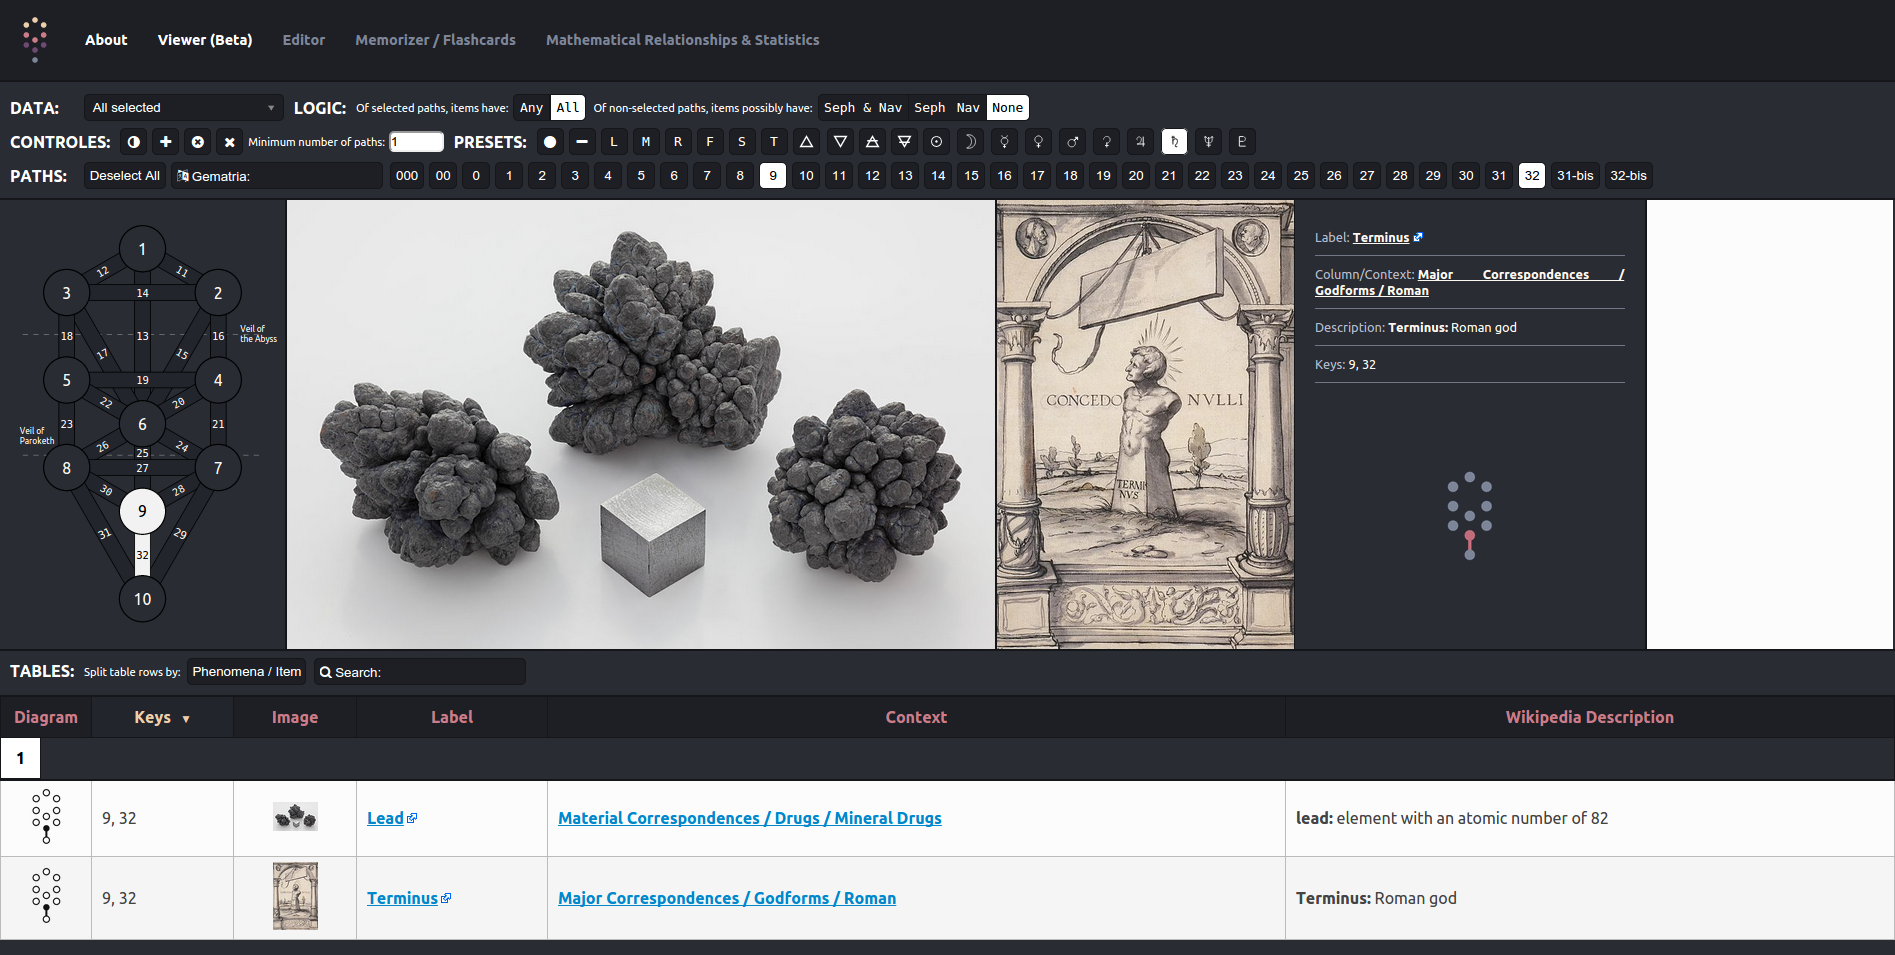 About Viewer (Beta) Editor Memorizer / Flashcards Mathematical Relationships & Statistics
DATA: All selected ▼ LOGIC: Of selected paths, items have: Any All Of non-selected paths, items possibly have: Seph & Nav Seph Nav None
CONTROLES: Minimum number of paths: 1 PRESETS: L M R F S T ☉ ☽ ☿ ♀ ♂ ⚳ ♃ ♄ ♆ ♇
PATHS: Deselect All Gematria: 000 00 0 1 2 3 4 5 6 7 8 9 10 11 12 13 14 15 16 17 18 19 20 21 22 23 24 25 26 27 28 29 30 31 32 31-bis 32-bis
1
12 11
3 14 2
18 13 16 Veil of
the Abyss
17 15
5 19 4
22 20
23 6 21
Veil of
Paroketh
26 25 24
8 27 7
30 28
9
31 32 29
10
CONCEDO NVLLI
TERMI
NVS
Label: Terminus
Column/Context: Major Correspondences /
Godforms / Roman
Description: Terminus: Roman god
Keys: 9, 32
TABLES: Split table rows by: Phenomena / Item Search:
Diagram Keys ▼ Image Label Context Wikipedia Description
1
9, 32 Lead Material Correspondences / Drugs / Mineral Drugs lead: element with an atomic number of 82
9, 32 Terminus Major Correspondences / Godforms / Roman Terminus: Roman god